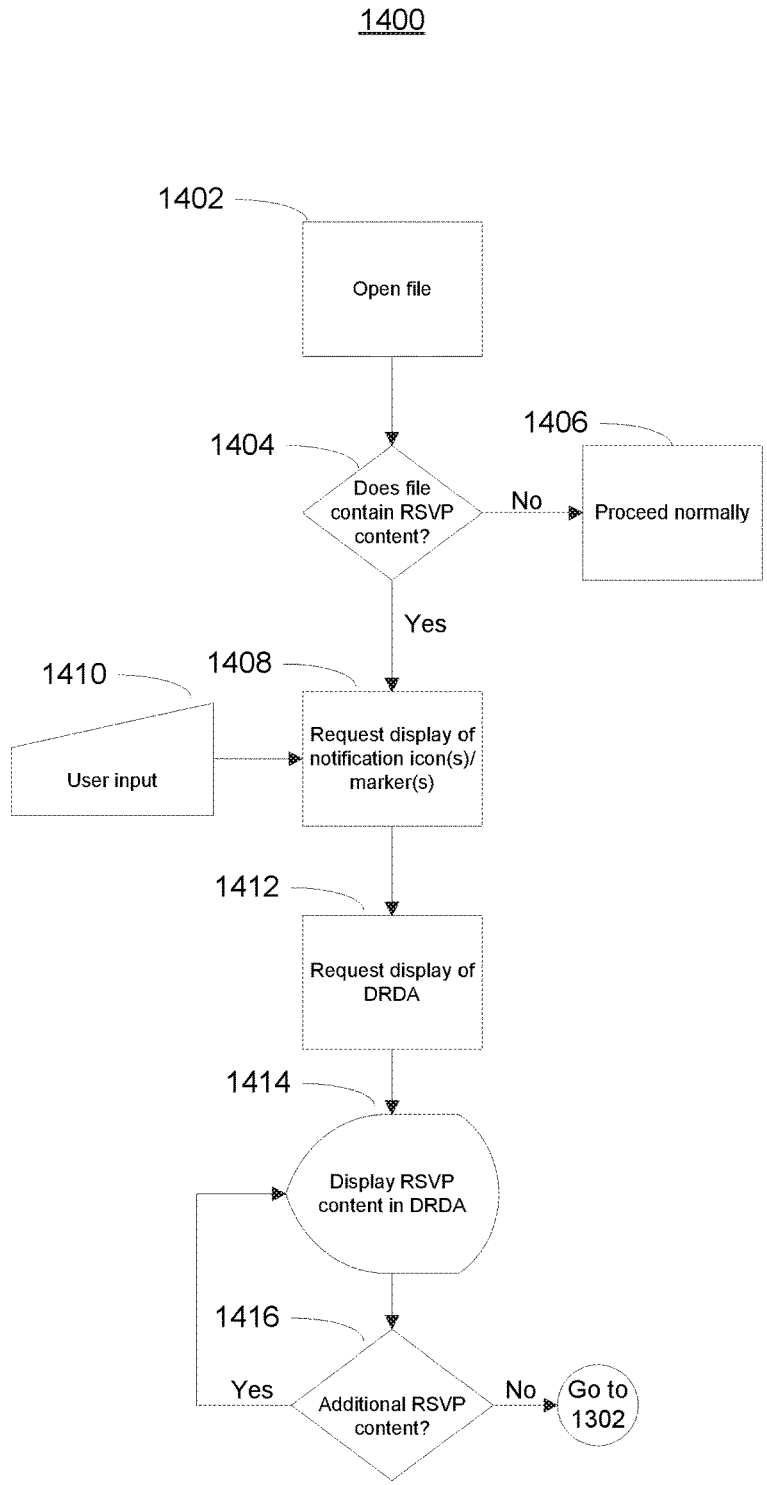 1400
1402
Open file
1404
Does file
contain RSVP
content?
No
1406
Proceed normally
Yes
1408
1410
Request display of
notification icon(s)/
marker(s)
User input
1412
Request display of
DRDA
1414
Display RSVP
content in DRDA
1416
Yes
Additional RSVP
content?
No
Go to
1302